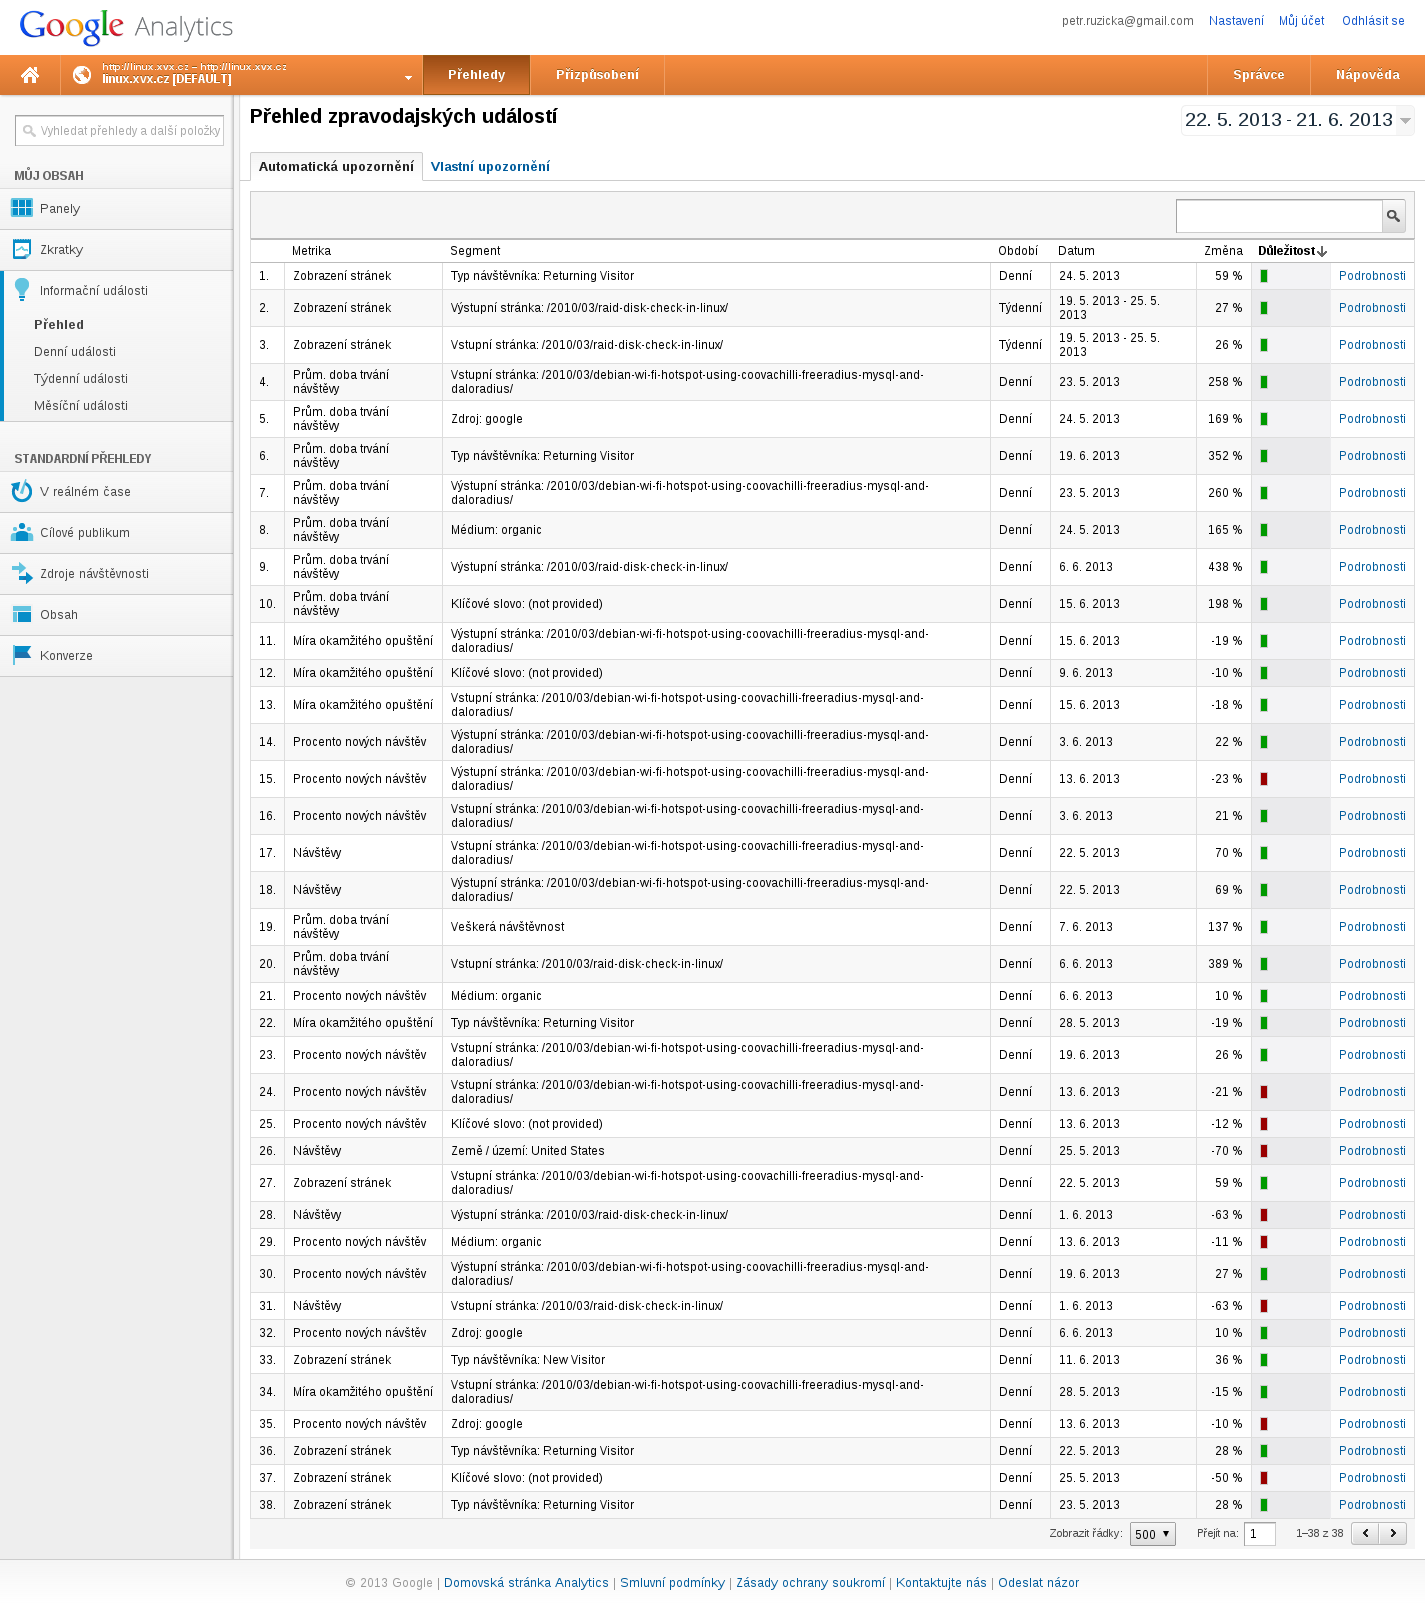 Google Analytics
petr.ruzicka@gmail.com Nastavení Můj účet Odhlásit se
http://linux.xvx.cz – http://linux.xvx.cz
linux.xvx.cz [DEFAULT]
Přehledy Přizpůsobení Správce Nápověda
Vyhledat přehledy a další položky
MŮJ OBSAH
Panely
Zkratky
Informační události
Přehled
Denní události
Týdenní události
Měsíční události
STANDARDNÍ PŘEHLEDY
V reálném čase
Cílové publikum
Zdroje návštěvnosti
Obsah
Konverze
Přehled zpravodajských událostí
22. 5. 2013 - 21. 6. 2013
Automatická upozornění Vlastní upozornění
Metrika Segment Období Datum Změna Důležitost
1. Zobrazení stránek Typ návštěvníka: Returning Visitor Denní 24. 5. 2013 59 % Podrobnosti
2. Zobrazení stránek Výstupní stránka: /2010/03/raid-disk-check-in-linux/ Týdenní 19. 5. 2013 - 25. 5. 2013 27 % Podrobnosti
3. Zobrazení stránek Vstupní stránka: /2010/03/raid-disk-check-in-linux/ Týdenní 19. 5. 2013 - 25. 5. 2013 26 % Podrobnosti
4. Prům. doba trvání návštěvy Vstupní stránka: /2010/03/debian-wi-fi-hotspot-using-coovachilli-freeradius-mysql-and-daloradius/ Denní 23. 5. 2013 258 % Podrobnosti
5. Prům. doba trvání návštěvy Zdroj: google Denní 24. 5. 2013 169 % Podrobnosti
6. Prům. doba trvání návštěvy Typ návštěvníka: Returning Visitor Denní 19. 6. 2013 352 % Podrobnosti
7. Prům. doba trvání návštěvy Výstupní stránka: /2010/03/debian-wi-fi-hotspot-using-coovachilli-freeradius-mysql-and-daloradius/ Denní 23. 5. 2013 260 % Podrobnosti
8. Prům. doba trvání návštěvy Médium: organic Denní 24. 5. 2013 165 % Podrobnosti
9. Prům. doba trvání návštěvy Výstupní stránka: /2010/03/raid-disk-check-in-linux/ Denní 6. 6. 2013 438 % Podrobnosti
10. Prům. doba trvání návštěvy Klíčové slovo: (not provided) Denní 15. 6. 2013 198 % Podrobnosti
11. Míra okamžitého opuštění Výstupní stránka: /2010/03/debian-wi-fi-hotspot-using-coovachilli-freeradius-mysql-and-daloradius/ Denní 15. 6. 2013 -19 % Podrobnosti
12. Míra okamžitého opuštění Klíčové slovo: (not provided) Denní 9. 6. 2013 -10 % Podrobnosti
13. Míra okamžitého opuštění Vstupní stránka: /2010/03/debian-wi-fi-hotspot-using-coovachilli-freeradius-mysql-and-daloradius/ Denní 15. 6. 2013 -18 % Podrobnosti
14. Procento nových návštěv Výstupní stránka: /2010/03/debian-wi-fi-hotspot-using-coovachilli-freeradius-mysql-and-daloradius/ Denní 3. 6. 2013 22 % Podrobnosti
15. Procento nových návštěv Výstupní stránka: /2010/03/debian-wi-fi-hotspot-using-coovachilli-freeradius-mysql-and-daloradius/ Denní 13. 6. 2013 -23 % Podrobnosti
16. Procento nových návštěv Vstupní stránka: /2010/03/debian-wi-fi-hotspot-using-coovachilli-freeradius-mysql-and-daloradius/ Denní 3. 6. 2013 21 % Podrobnosti
17. Návštěvy Vstupní stránka: /2010/03/debian-wi-fi-hotspot-using-coovachilli-freeradius-mysql-and-daloradius/ Denní 22. 5. 2013 70 % Podrobnosti
18. Návštěvy Výstupní stránka: /2010/03/debian-wi-fi-hotspot-using-coovachilli-freeradius-mysql-and-daloradius/ Denní 22. 5. 2013 69 % Podrobnosti
19. Prům. doba trvání návštěvy Veškerá návštěvnost Denní 7. 6. 2013 137 % Podrobnosti
20. Prům. doba trvání návštěvy Vstupní stránka: /2010/03/raid-disk-check-in-linux/ Denní 6. 6. 2013 389 % Podrobnosti
21. Procento nových návštěv Médium: organic Denní 6. 6. 2013 10 % Podrobnosti
22. Míra okamžitého opuštění Typ návštěvníka: Returning Visitor Denní 28. 5. 2013 -19 % Podrobnosti
23. Procento nových návštěv Vstupní stránka: /2010/03/debian-wi-fi-hotspot-using-coovachilli-freeradius-mysql-and-daloradius/ Denní 19. 6. 2013 26 % Podrobnosti
24. Procento nových návštěv Vstupní stránka: /2010/03/debian-wi-fi-hotspot-using-coovachilli-freeradius-mysql-and-daloradius/ Denní 13. 6. 2013 -21 % Podrobnosti
25. Procento nových návštěv Klíčové slovo: (not provided) Denní 13. 6. 2013 -12 % Podrobnosti
26. Návštěvy Země / území: United States Denní 25. 5. 2013 -70 % Podrobnosti
27. Zobrazení stránek Vstupní stránka: /2010/03/debian-wi-fi-hotspot-using-coovachilli-freeradius-mysql-and-daloradius/ Denní 22. 5. 2013 59 % Podrobnosti
28. Návštěvy Výstupní stránka: /2010/03/raid-disk-check-in-linux/ Denní 1. 6. 2013 -63 % Podrobnosti
29. Procento nových návštěv Médium: organic Denní 13. 6. 2013 -11 % Podrobnosti
30. Procento nových návštěv Výstupní stránka: /2010/03/debian-wi-fi-hotspot-using-coovachilli-freeradius-mysql-and-daloradius/ Denní 19. 6. 2013 27 % Podrobnosti
31. Návštěvy Vstupní stránka: /2010/03/raid-disk-check-in-linux/ Denní 1. 6. 2013 -63 % Podrobnosti
32. Procento nových návštěv Zdroj: google Denní 6. 6. 2013 10 % Podrobnosti
33. Zobrazení stránek Typ návštěvníka: New Visitor Denní 11. 6. 2013 36 % Podrobnosti
34. Míra okamžitého opuštění Vstupní stránka: /2010/03/debian-wi-fi-hotspot-using-coovachilli-freeradius-mysql-and-daloradius/ Denní 28. 5. 2013 -15 % Podrobnosti
35. Procento nových návštěv Zdroj: google Denní 13. 6. 2013 -10 % Podrobnosti
36. Zobrazení stránek Typ návštěvníka: Returning Visitor Denní 22. 5. 2013 28 % Podrobnosti
37. Zobrazení stránek Klíčové slovo: (not provided) Denní 25. 5. 2013 -50 % Podrobnosti
38. Zobrazení stránek Typ návštěvníka: Returning Visitor Denní 23. 5. 2013 28 % Podrobnosti
Zobrazit řádky: 500 Přejít na: 1 1–38 z 38
© 2013 Google | Domovská stránka Analytics | Smluvní podmínky | Zásady ochrany soukromí | Kontaktujte nás | Odeslat názor